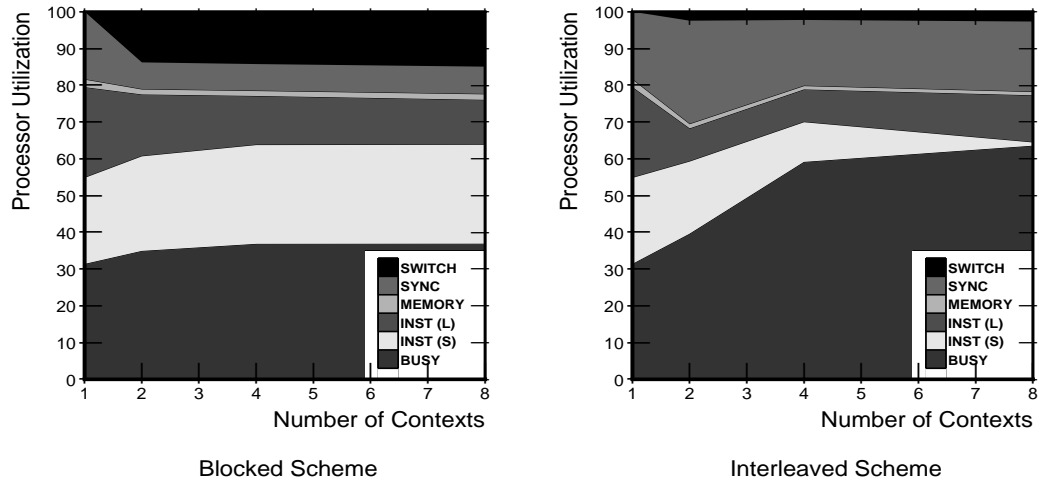 Processor Utilization
100
90
80
70
60
50
40
30
20
10
0
SWITCH
SYNC
MEMORY
INST (L)
INST (S)
BUSY
1 2 3 4 5 6 7 8
Number of Contexts
Blocked Scheme
Processor Utilization
100
90
80
70
60
50
40
30
20
10
0
SWITCH
SYNC
MEMORY
INST (L)
INST (S)
BUSY
1 2 3 4 5 6 7 8
Number of Contexts
Interleaved Scheme